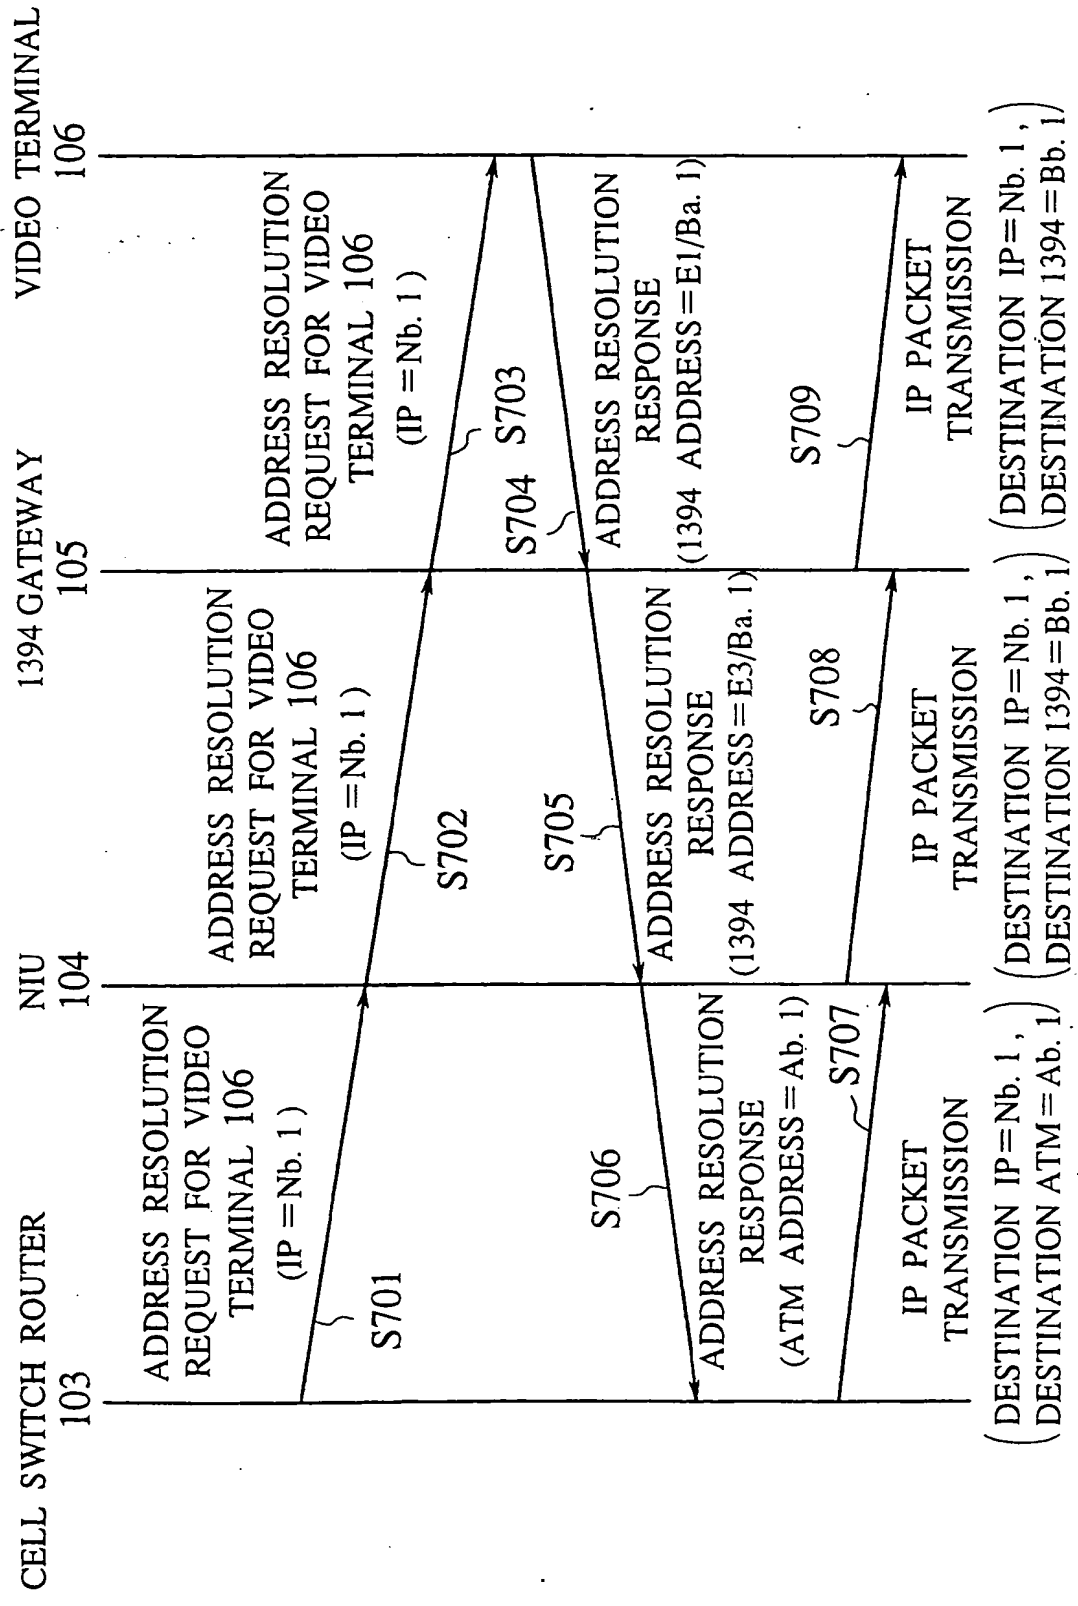 CELL SWITCH ROUTER
103
NIU
104
1394 GATEWAY
105
VIDEO TERMINAL
106
ADDRESS RESOLUTION
REQUEST FOR VIDEO
TERMINAL 106
(IP =Nb. 1)
S701
ADDRESS RESOLUTION
REQUEST FOR VIDEO
TERMINAL 106
(IP =Nb. 1)
S702
ADDRESS RESOLUTION
REQUEST FOR VIDEO
TERMINAL 106
(IP =Nb. 1)
S703
S704
ADDRESS RESOLUTION
RESPONSE
(1394 ADDRESS=E1/Ba. 1)
S705
ADDRESS RESOLUTION
RESPONSE
(1394 ADDRESS=E3/Ba. 1)
S706
ADDRESS RESOLUTION
RESPONSE
(ATM ADDRESS=Ab. 1)
S707
IP PACKET
TRANSMISSION
(DESTINATION IP=Nb. 1,
DESTINATION ATM=Ab. 1)
S708
IP PACKET
TRANSMISSION
(DESTINATION IP=Nb. 1,
DESTINATION 1394=Bb. 1)
S709
IP PACKET
TRANSMISSION
(DESTINATION IP=Nb. 1,
DESTINATION 1394=Bb. 1)